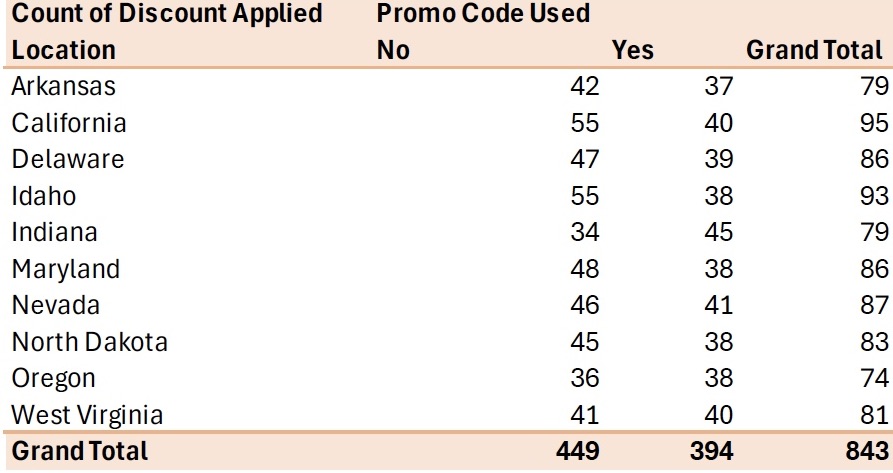 Count of Discount Applied Promo Code Used
Location No Yes Grand Total
Arkansas 42 37 79
California 55 40 95
Delaware 47 39 86
Idaho 55 38 93
Indiana 34 45 79
Maryland 48 38 86
Nevada 46 41 87
North Dakota 45 38 83
Oregon 36 38 74
West Virginia 41 40 81
Grand Total 449 394 843